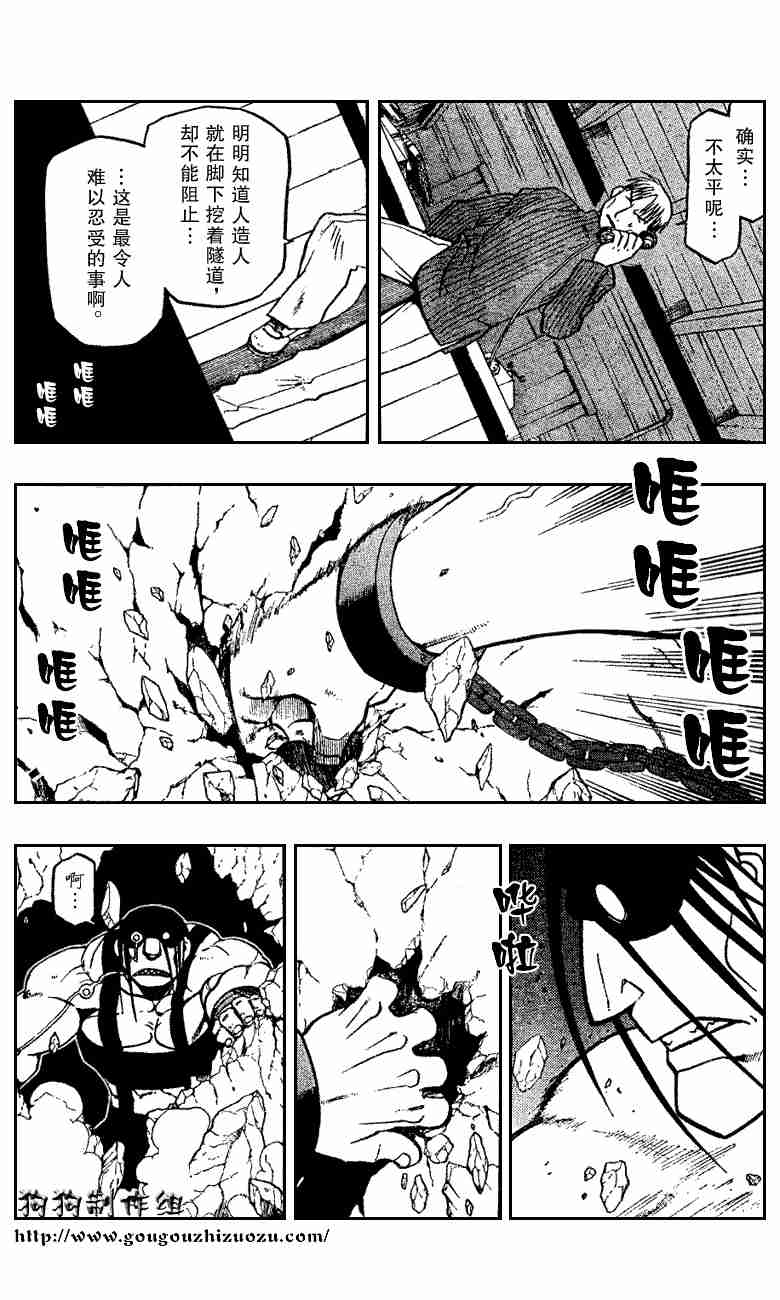 确实…
不太平呢…
明明知道人造人
就在脚下挖着隧道，
却不能阻止…
…这是最令人
难以忍受的事啊。
哐哐
哐哐
哐哐
哐哐
哐哐
哐哐
哗啦
啊…
狗狗制作组
http://www.gougouzhizuozu.com/